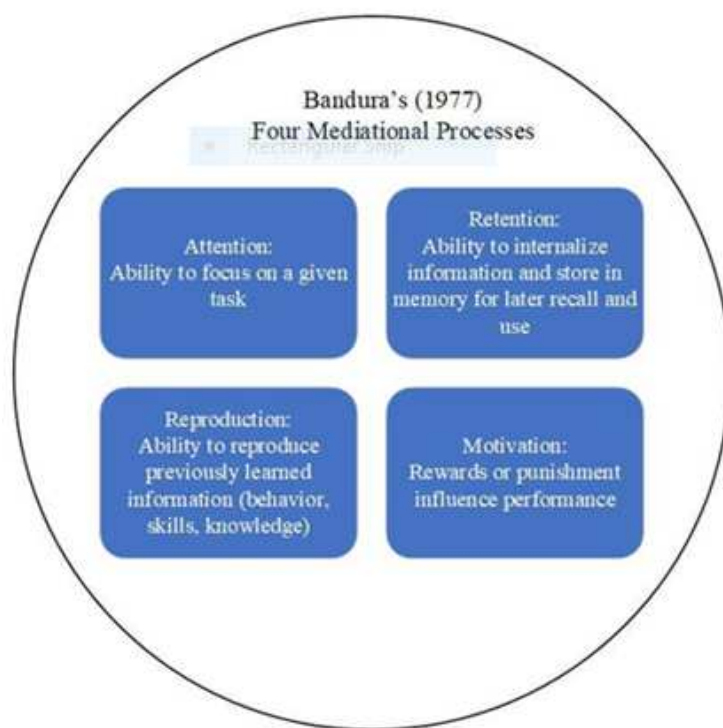 Bandura's (1977)
Four Mediational Processes
Rectangular Snip
Attention:
Ability to focus on a given
task
Retention:
Ability to internalize
information and store in
memory for later recall and
use
Reproduction:
Ability to reproduce
previously learned
information (behavior,
skills, knowledge)
Motivation:
Rewards or punishment
influence performance